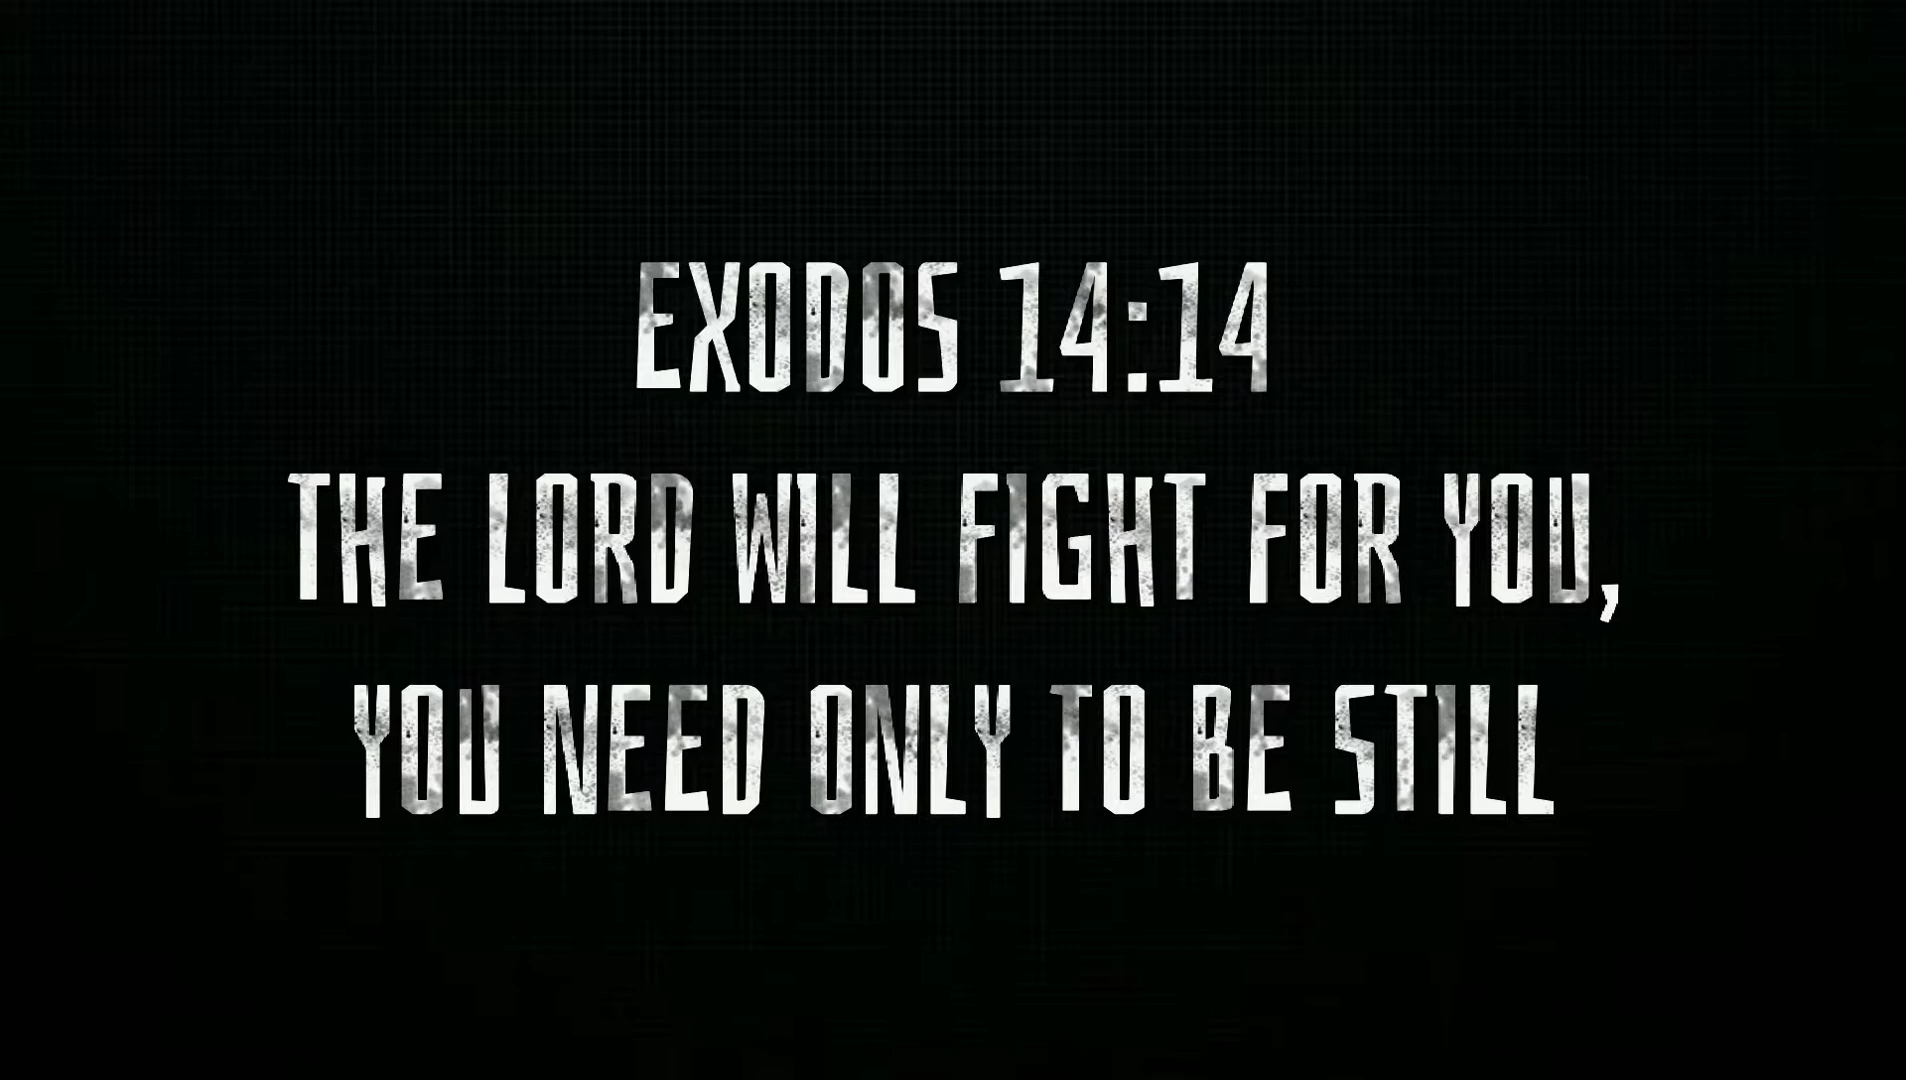 EXODOS 14:14
THE LORD WILL FIGHT FOR YOU,
YOU NEED ONLY TO BE STILL